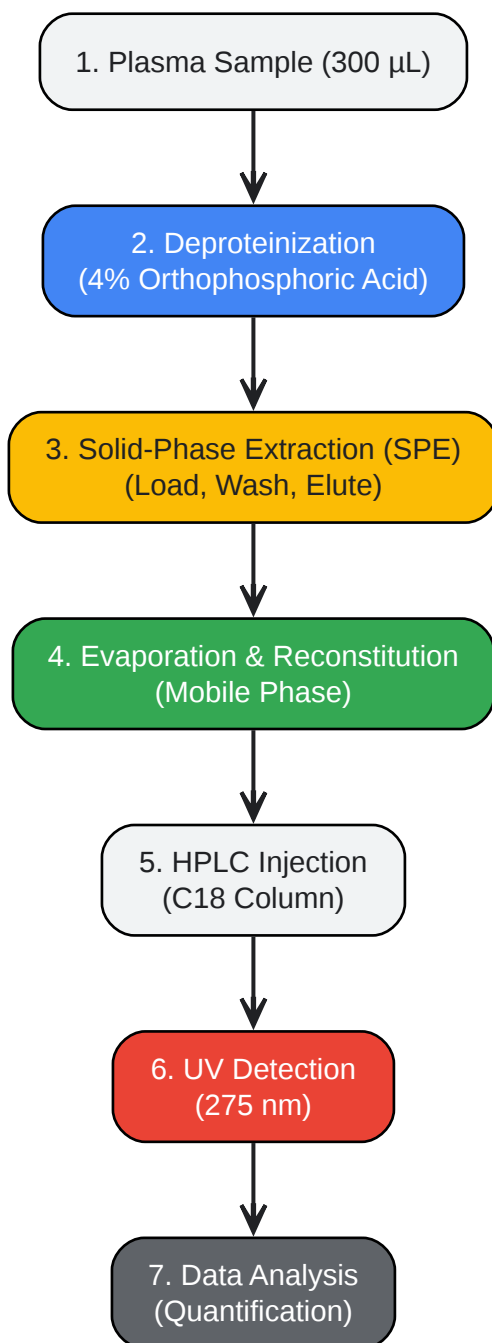 1. Plasma Sample (300 µL)
2. Deproteinization
(4% Orthophosphoric Acid)
3. Solid-Phase Extraction (SPE)
(Load, Wash, Elute)
4. Evaporation & Reconstitution
(Mobile Phase)
5. HPLC Injection
(C18 Column)
6. UV Detection
(275 nm)
7. Data Analysis
(Quantification)